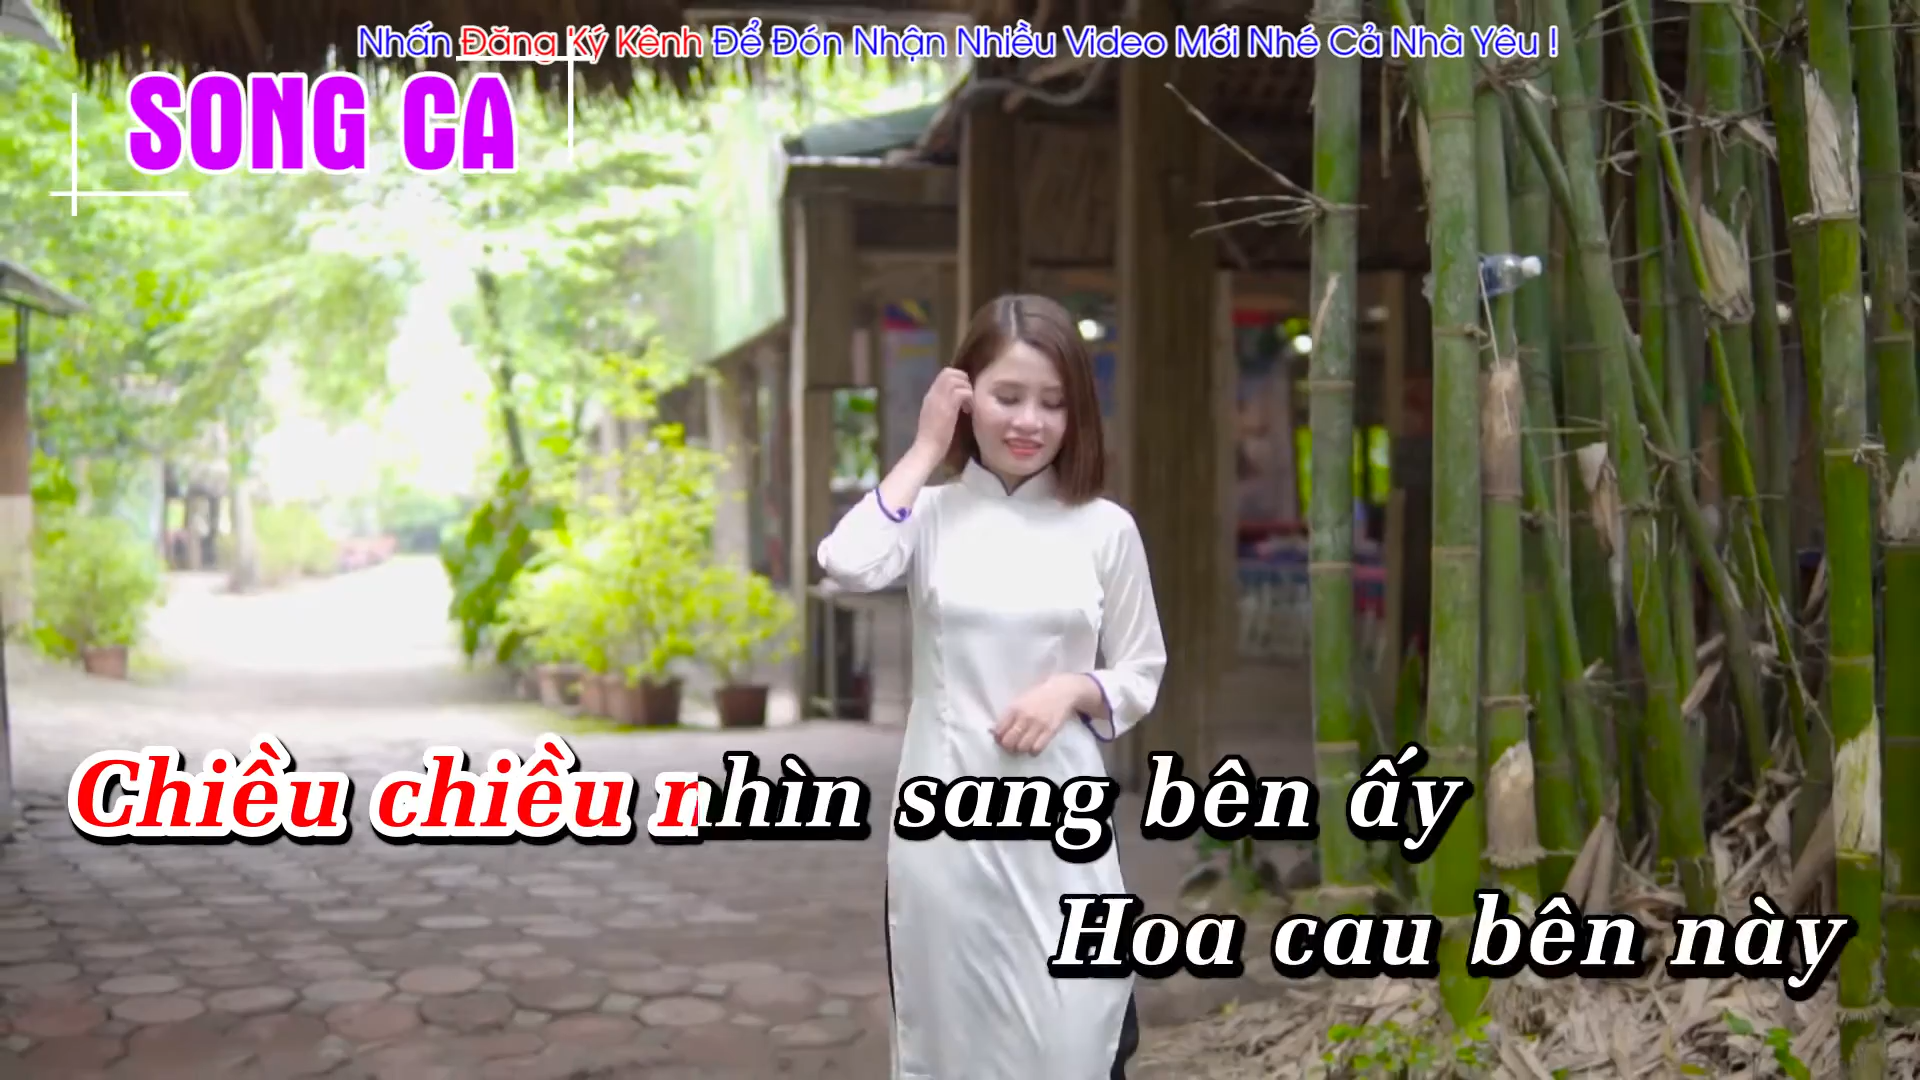 Nhấn Đăng Ký Kênh Để Đón Nhận Nhiều Video Mới Nhé Cả Nhà Yêu !
SONG CA
Chiều chiều nhìn sang bên ấy
Hoa cau bên này